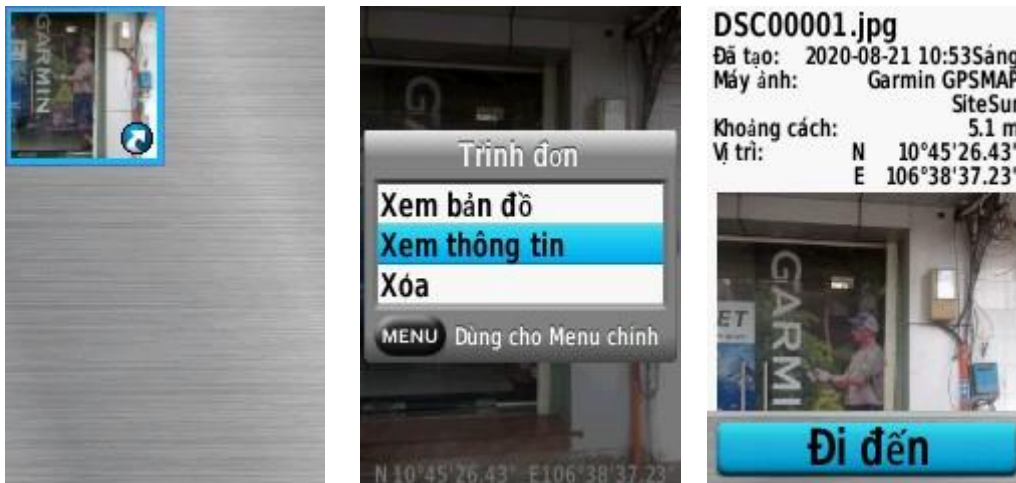 GARMIN
Trình đơn
Xem bản đồ
Xem thông tin
Xóa
MENU Dùng cho Menu chính
N 10°45'26.43" E106°38'37.23"
DSC00001.jpg
Đã tạo: 2020-08-21 10:53Sáng
Máy ảnh: Garmin GPSMAP
SiteSur
Khoảng cách: 5.1 m
Vị trì: N 10°45'26.43"
E 106°38'37.23"
ET
GARMI
Đi đến